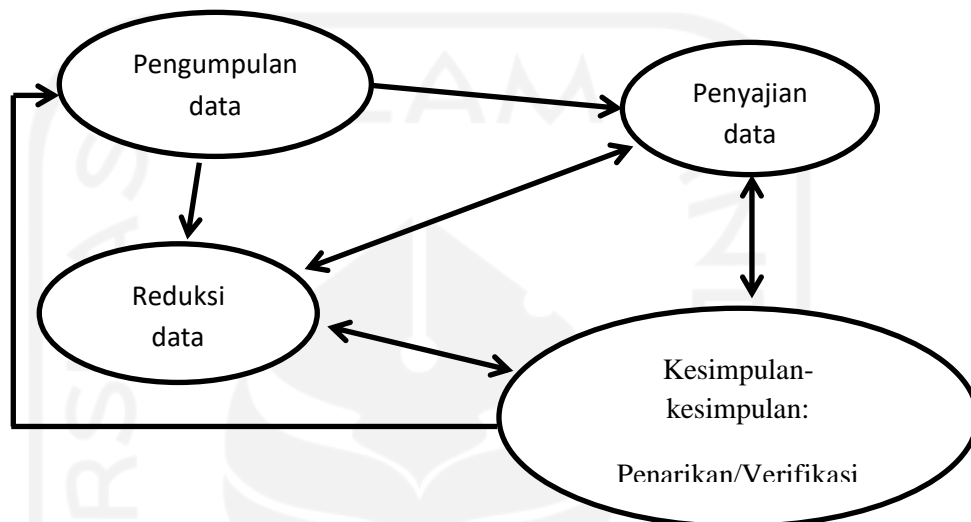 Pengumpulan
data
Penyajian
data
Reduksi
data
Kesimpulan-
kesimpulan:
Penarikan/Verifikasi